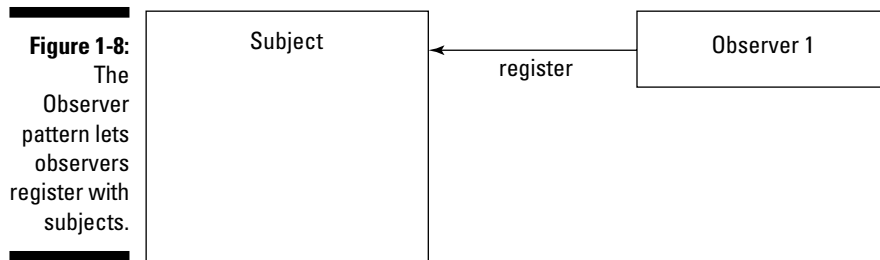 Figure 1-8:
The
Observer
pattern lets
observers
register with
subjects.
Subject
register
Observer 1